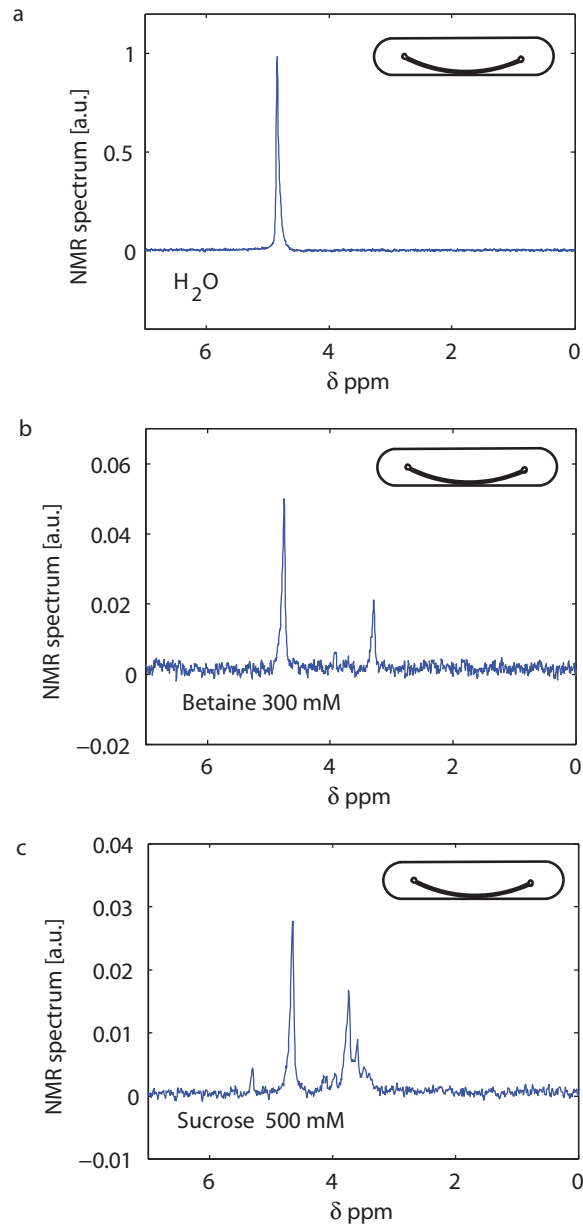 a
NMR spectrum [a.u.]
1
0.5
0
H2O
6 4 2 0
δ ppm
b
NMR spectrum [a.u.]
0.06
0.04
0.02
0
−0.02
Betaine 300 mM
6 4 2 0
δ ppm
c
NMR spectrum [a.u.]
0.04
0.03
0.02
0.01
0
−0.01
Sucrose 500 mM
6 4 2 0
δ ppm